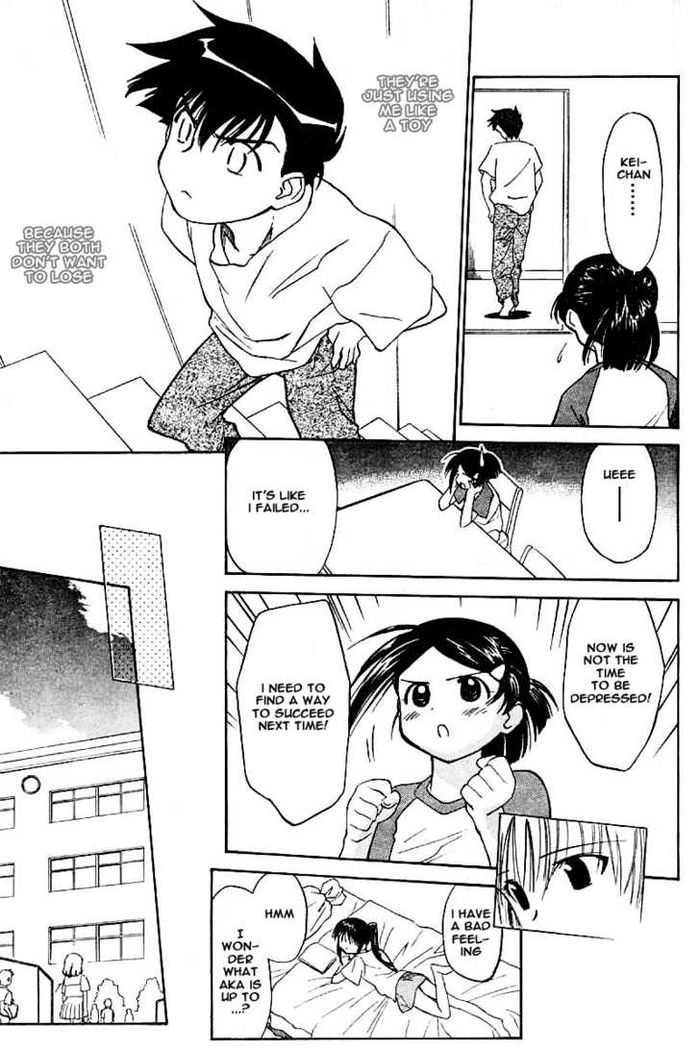 KEI-
CHAN
........
THEY'RE
JUST USING
ME LIKE
A TOY
BECAUSE
THEY BOTH
DON'T WANT
TO LOSE
UEEE
—
IT'S LIKE
I FAILED...
NOW IS
NOT THE
TIME
TO BE
DEPRESSED!
I NEED TO
FIND A WAY
TO SUCCEED
NEXT TIME!
I HAVE
A BAD
FEEL-
ING
HMM
I
WON-
DER
WHAT
AKA IS
UP TO
....?